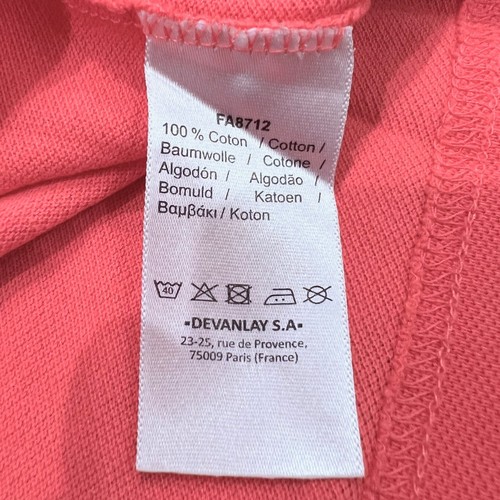 FA8712
100 % Coton / Cotton /
Baumwolle / Cotone /
Algodón / Algodão /
Bomuld / Katoen /
Βαμβάκι / Koton
40
▪DEVANLAY S.A▪
23-25, rue de Provence,
75009 Paris (France)